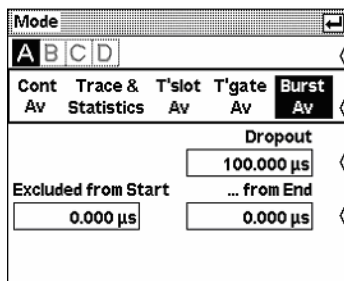 Mode
A B C D
Cont Trace & T'slot T'gate Burst
Av Statistics Av Av Av
Dropout
100.000 µs
Excluded from Start ... from End
0.000 µs 0.000 µs